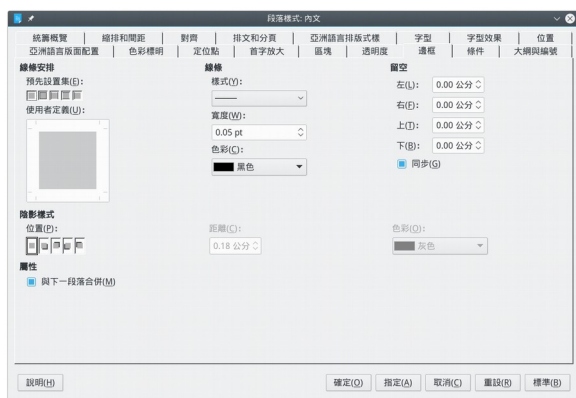 段落樣式: 內文
統籌概覽 縮排和間距 對齊 排文和分頁 亞洲語言排版式樣 字型 字型效果 位置
亞洲語言版面配置 色彩標明 定位點 首字放大 區塊 透明度 邊框 條件 大綱與編號
線條安排 線條 留空
預先設置集(E): 樣式(Y): 左(L): 0.00 公分
使用者定義(U): 寬度(W): 右(F): 0.00 公分
0.05 pt 上(T): 0.00 公分
色彩(C): 下(B): 0.00 公分
黑色 同步(G)
陰影樣式
位置(P): 距離(C): 色彩(O):
0.18 公分 灰色
屬性
與下一段落合併(M)
說明(H) 確定(O) 指定(A) 取消(C) 重設(R) 標準(B)